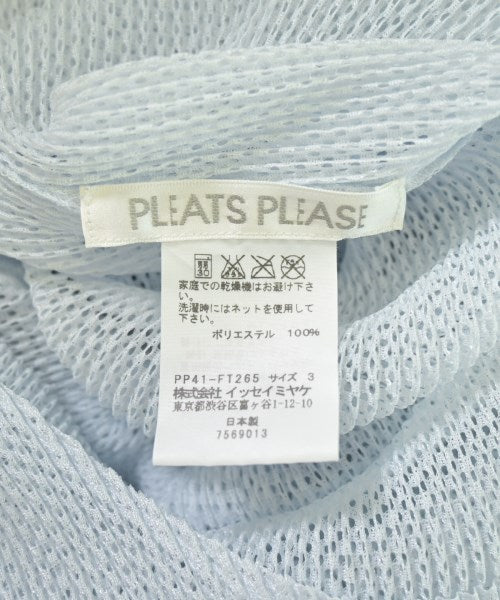 PLEATS PLEASE
家庭での乾燥機はお避け下さ
い。
洗濯時にはネットを使用して
下さい。
ポリエステル 100%
PP41-FT265 サイズ 3
株式会社 イッセイミヤケ
東京都渋谷区富ヶ谷1-12-10
日本製
7569013